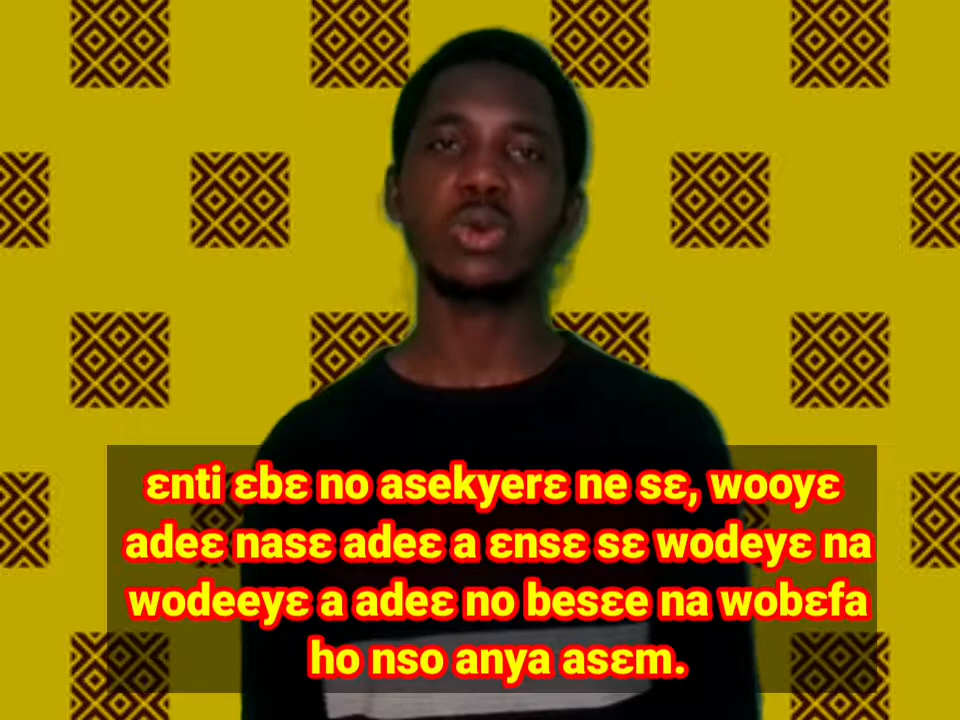 ɛnti ɛbɛ no asekyerɛ ne sɛ, wooyɛ
adeɛ nasɛ adeɛ a ɛnsɛ sɛ wodeyɛ na
wodeeyɛ a adeɛ no besɛe na wobɛfa
ho nso anya asɛm.